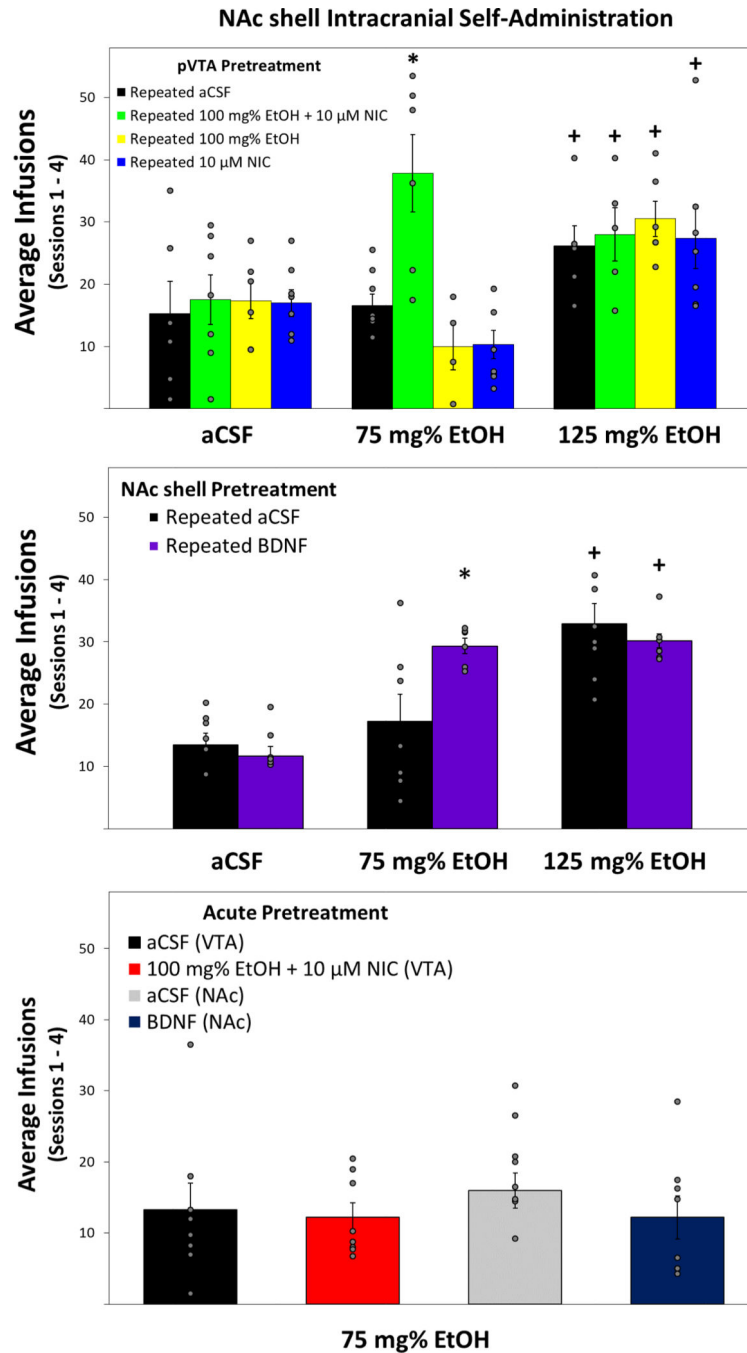 NAc shell Intracranial Self-Administration
Average Infusions
(Sessions 1 - 4)
50
40
30
20
10
pVTA Pretreatment
Repeated aCSF
Repeated 100 mg% EtOH + 10 µM NIC
Repeated 100 mg% EtOH
Repeated 10 µM NIC
*
+ + + +
aCSF 75 mg% EtOH 125 mg% EtOH
Average Infusions
(Sessions 1 - 4)
50
40
30
20
10
NAc shell Pretreatment
Repeated aCSF
Repeated BDNF
*
+ +
aCSF 75 mg% EtOH 125 mg% EtOH
Average Infusions
(Sessions 1 - 4)
50
40
30
20
10
Acute Pretreatment
aCSF (VTA)
100 mg% EtOH + 10 µM NIC (VTA)
aCSF (NAc)
BDNF (NAc)
75 mg% EtOH